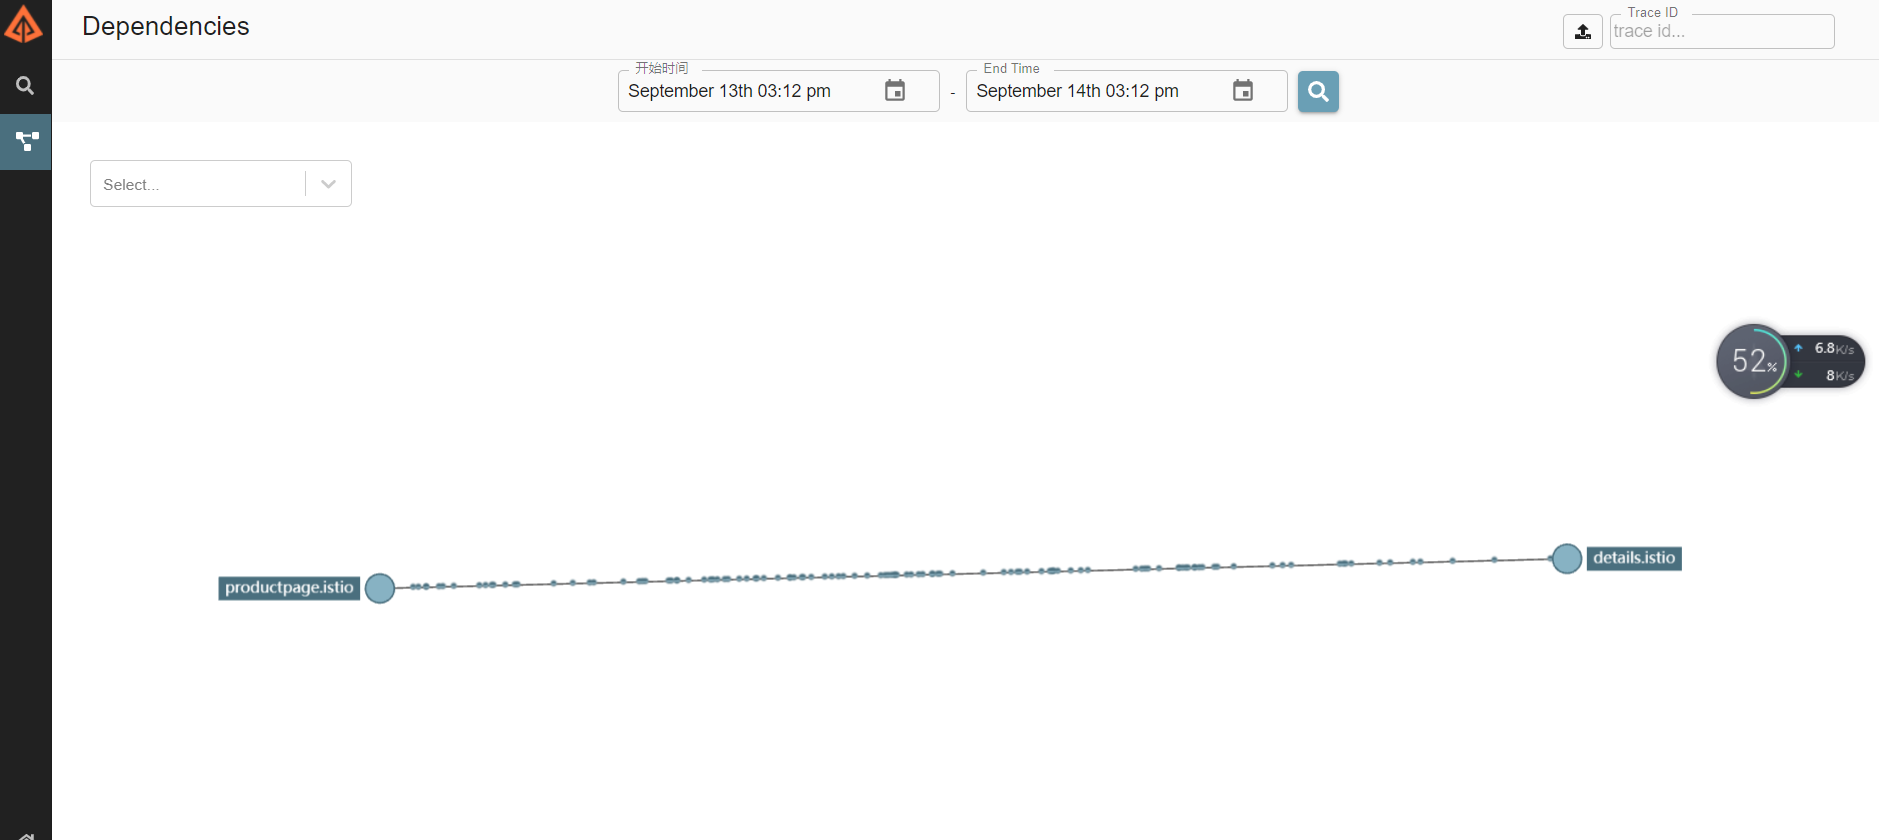 Dependencies
Trace ID
trace id...
开始时间
September 13th 03:12 pm
-
End Time
September 14th 03:12 pm
Select...
52%
6.8K/s
8K/s
productpage.istio
details.istio